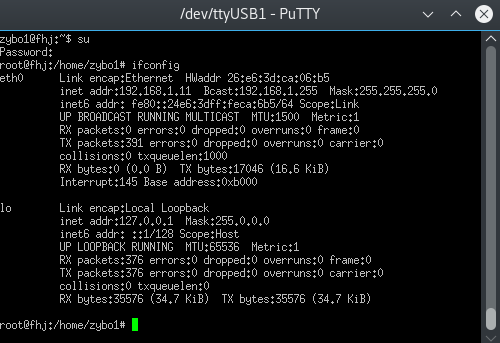 /dev/ttyUSB1 - PuTTY
zybo1@fhj:~$ su
Password:
root@fhj:/home/zybo1# ifconfig
eth0 Link encap:Ethernet HWaddr 26:e6:3d:ca:06:b5
inet addr:192.168.1.11 Bcast:192.168.1.255 Mask:255.255.255.0
inet6 addr: fe80::24e6:3dff:feca:6b5/64 Scope:Link
UP BROADCAST RUNNING MULTICAST MTU:1500 Metric:1
RX packets:0 errors:0 dropped:0 overruns:0 frame:0
TX packets:391 errors:0 dropped:0 overruns:0 carrier:0
collisions:0 txqueuelen:1000
RX bytes:0 (0.0 B) TX bytes:17046 (16.6 KiB)
Interrupt:145 Base address:0xb000
lo Link encap:Local Loopback
inet addr:127.0.0.1 Mask:255.0.0.0
inet6 addr: ::1/128 Scope:Host
UP LOOPBACK RUNNING MTU:65536 Metric:1
RX packets:376 errors:0 dropped:0 overruns:0 frame:0
TX packets:376 errors:0 dropped:0 overruns:0 carrier:0
collisions:0 txqueuelen:0
RX bytes:35576 (34.7 KiB) TX bytes:35576 (34.7 KiB)
root@fhj:/home/zybo1#